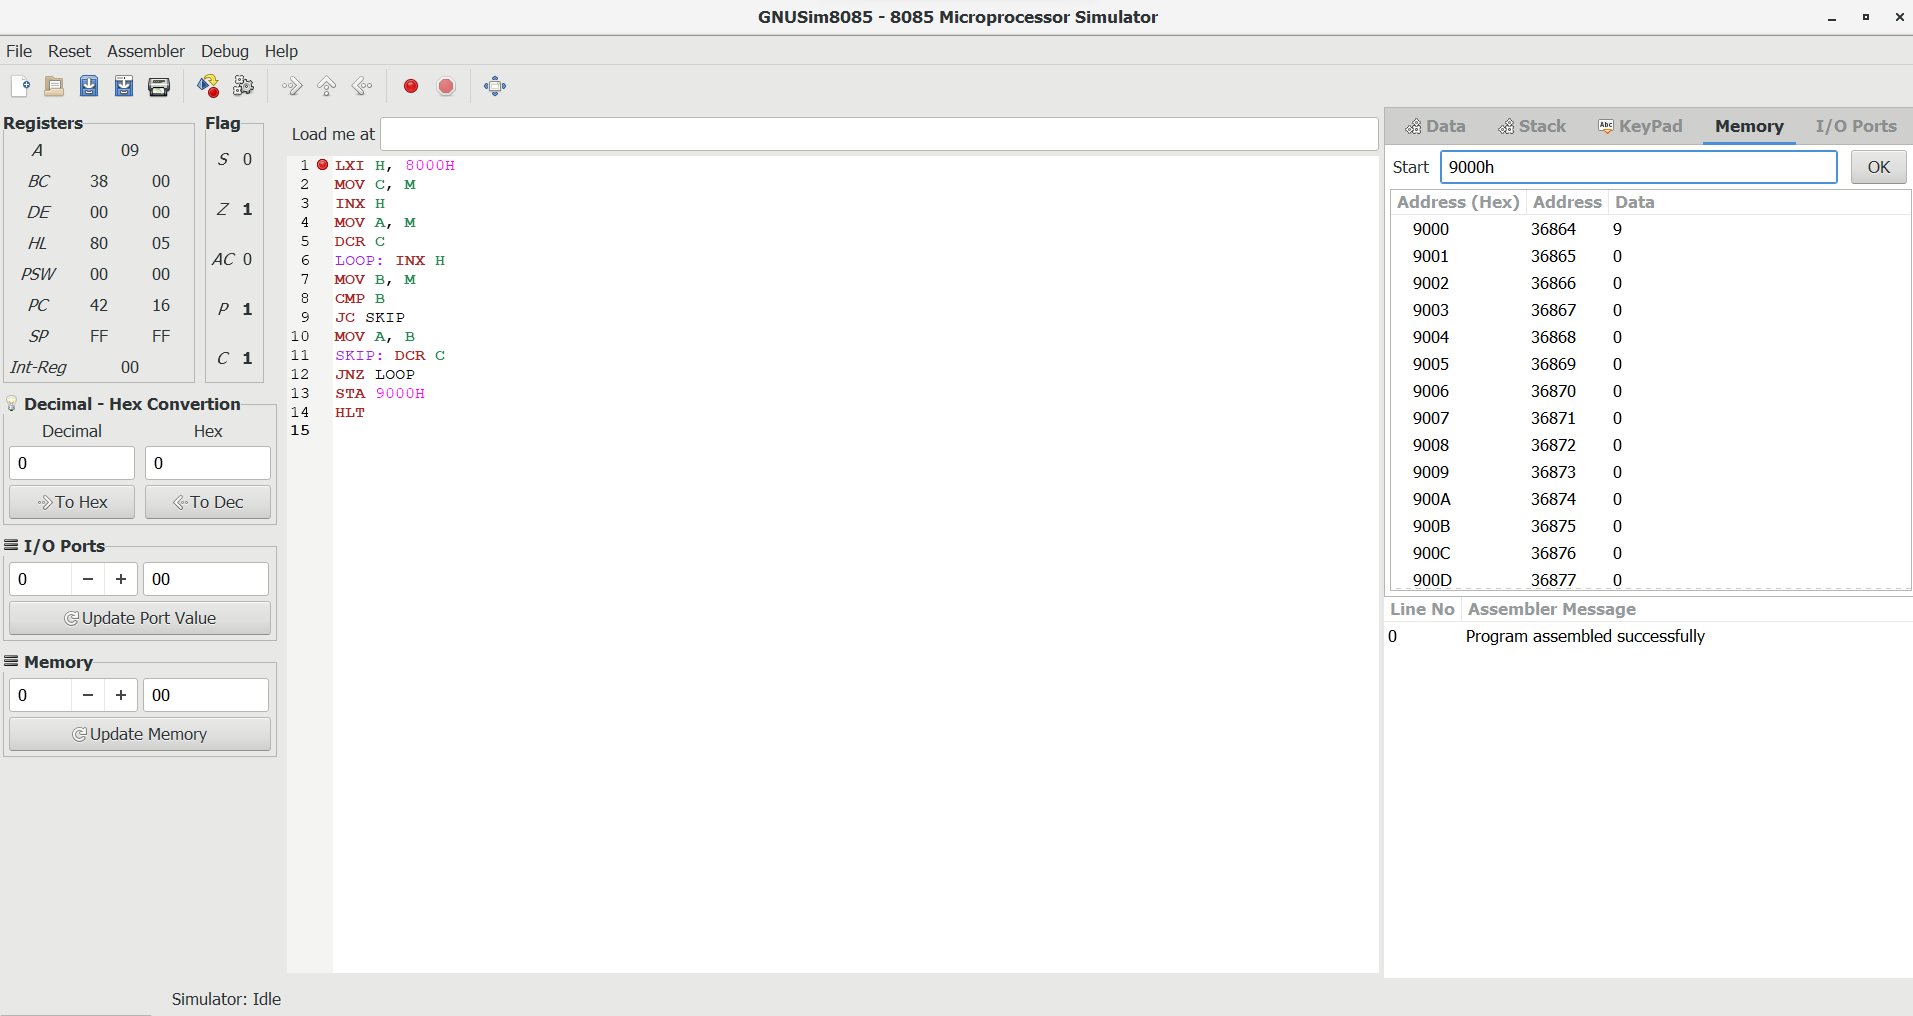 GNUSim8085 - 8085 Microprocessor Simulator
File Reset Assembler Debug Help
Registers
A 09
BC 38 00
DE 00 00
HL 80 05
PSW 00 00
PC 42 16
SP FF FF
Int-Reg 00
Flag
S 0
Z 1
AC 0
P 1
C 1
Decimal - Hex Convertion
Decimal Hex
0 0
To Hex To Dec
I/O Ports
0 − + 00
Update Port Value
Memory
0 − + 00
Update Memory
Load me at
1 LXI H, 8000H
2 MOV C, M
3 INX H
4 MOV A, M
5 DCR C
6 LOOP: INX H
7 MOV B, M
8 CMP B
9 JC SKIP
10 MOV A, B
11 SKIP: DCR C
12 JNZ LOOP
13 STA 9000H
14 HLT
15
Data Stack Abc KeyPad Memory I/O Ports
Start 9000h OK
Address (Hex) Address Data
9000 36864 9
9001 36865 0
9002 36866 0
9003 36867 0
9004 36868 0
9005 36869 0
9006 36870 0
9007 36871 0
9008 36872 0
9009 36873 0
900A 36874 0
900B 36875 0
900C 36876 0
900D 36877 0
Line No Assembler Message
0 Program assembled successfully
Simulator: Idle